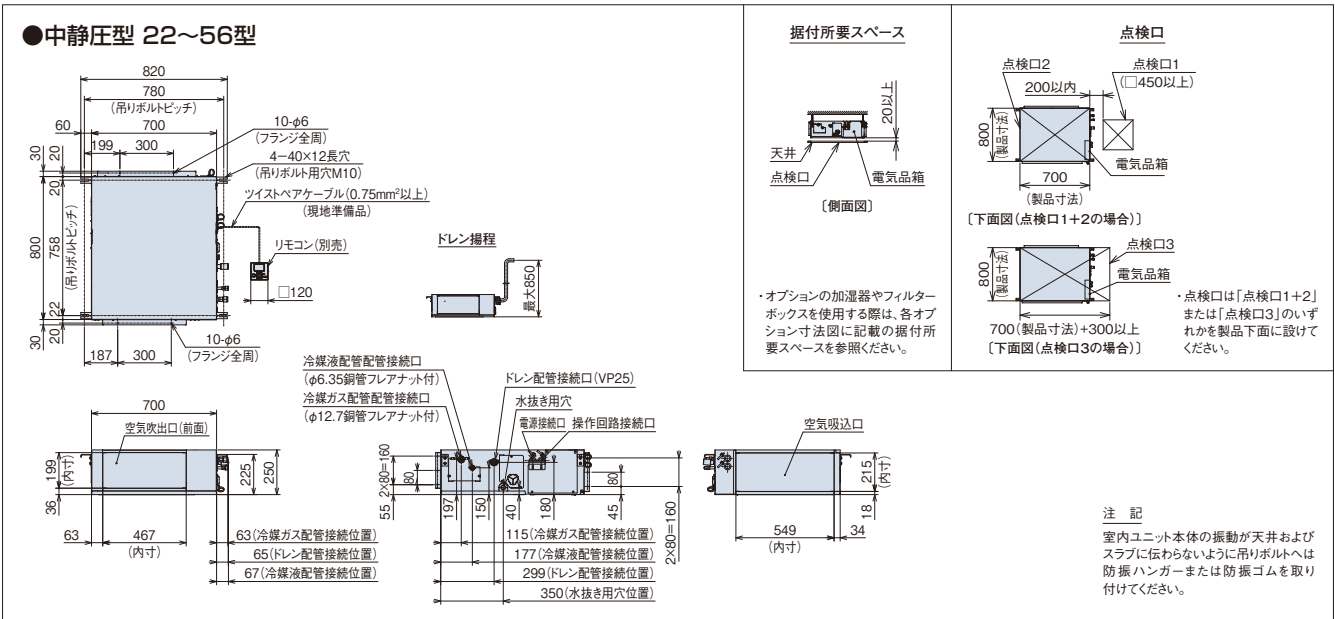 ●中静圧型 22〜56型
820
780
(吊りボルトピッチ)
60
700
199
300
30
20
20
800
758
(吊りボルトピッチ)
22
20
30
187
300
10-φ6
(フランジ全周)
4−40×12長穴
(吊りボルト用穴M10)
ツイストペアケーブル(0.75mm²以上)
(現地準備品)
リモコン(別売)
□120
10-φ6
(フランジ全周)
ドレン揚程
最大850
700
空気吹出口(前面)
199
(内寸)
36
225
250
63
467
(内寸)
63(冷媒ガス配管接続位置)
65(ドレン配管接続位置)
67(冷媒液配管接続位置)
冷媒液配管配管接続口
(φ6.35銅管フレアナット付)
冷媒ガス配管配管接続口
(φ12.7銅管フレアナット付)
ドレン配管接続口(VP25)
水抜き用穴
電源接続口
操作回路接続口
2×80=160
80
55
197
150
40
180
45
80
2×80=160
115(冷媒ガス配管接続位置)
177(冷媒液配管接続位置)
299(ドレン配管接続位置)
350(水抜き用穴位置)
空気吸込口
215
(内寸)
18
549
(内寸)
34
据付所要スペース
20以上
天井
点検口
電気品箱
〔側面図〕
・オプションの加湿器やフィルター
ボックスを使用する際は、各オプ
ション寸法図に記載の据付所
要スペースを参照ください。
点検口
点検口2
点検口1
200以内
(□450以上)
800
(製品寸法)
電気品箱
700
(製品寸法)
〔下面図(点検口1+2の場合)〕
点検口3
800
(製品寸法)
電気品箱
700(製品寸法)+300以上
〔下面図(点検口3の場合)〕
・点検口は「点検口1+2」
または「点検口3」のいず
れかを製品下面に設けて
ください。
注 記
室内ユニット本体の振動が天井および
スラブに伝わらないように吊りボルトへは
防振ハンガーまたは防振ゴムを取り
付けてください。